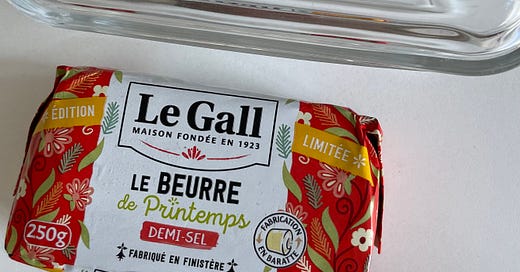 ÉDITION
Le Gall
MAISON FONDÉE EN 1923
LIMITÉE
LE BEURRE
de Printemps
DEMI-SEL
250g
FABRICATION
EN BARATTE
FABRIQUÉ EN FINISTÈRE